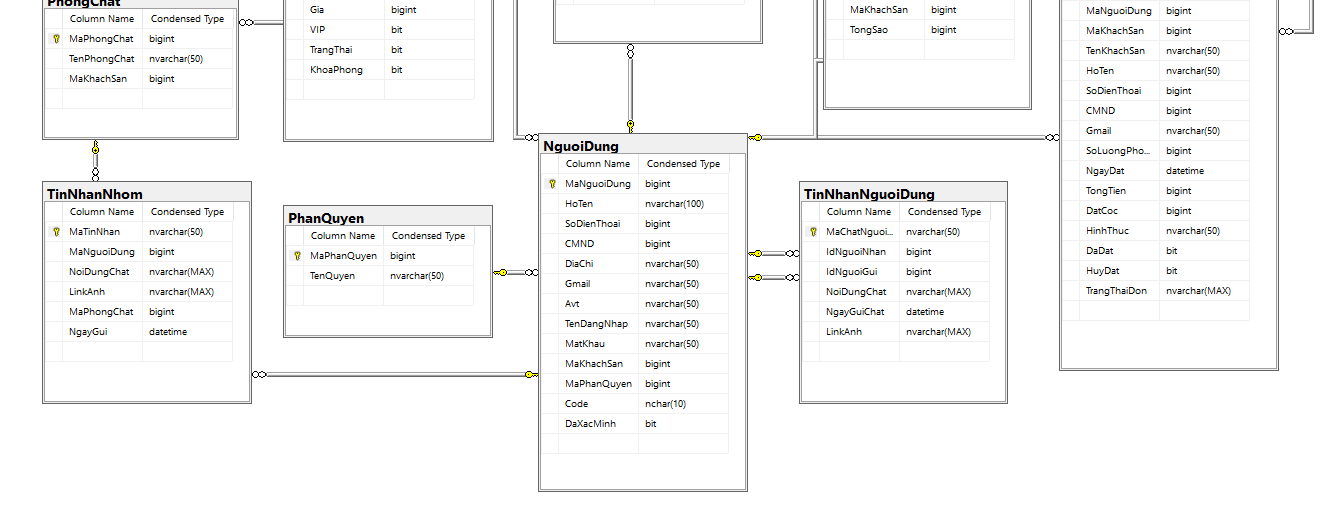 PhongChat
Column Name Condensed Type
MaPhongChat bigint
TenPhongChat nvarchar(50)
MaKhachSan bigint
Gia bigint
VIP bit
TrangThai bit
KhoaPhong bit
MaKhachSan bigint
TongSao bigint
MaNguoiDung bigint
MaKhachSan bigint
TenKhachSan nvarchar(50)
HoTen nvarchar(50)
SoDienThoai bigint
CMND bigint
Gmail nvarchar(50)
SoLuongPho... bigint
NgayDat datetime
TongTien bigint
DatCoc bigint
HinhThuc nvarchar(50)
DaDat bit
HuyDat bit
TrangThaiDon nvarchar(MAX)
TinNhanNhom
Column Name Condensed Type
MaTinNhan nvarchar(50)
MaNguoiDung bigint
NoiDungChat nvarchar(MAX)
LinkAnh nvarchar(MAX)
MaPhongChat bigint
NgayGui datetime
PhanQuyen
Column Name Condensed Type
MaPhanQuyen bigint
TenQuyen nvarchar(50)
NguoiDung
Column Name Condensed Type
MaNguoiDung bigint
HoTen nvarchar(100)
SoDienThoai bigint
CMND bigint
DiaChi nvarchar(50)
Gmail nvarchar(50)
Avt nvarchar(50)
TenDangNhap nvarchar(50)
MatKhau nvarchar(50)
MaKhachSan bigint
MaPhanQuyen bigint
Code nchar(10)
DaXacMinh bit
TinNhanNguoiDung
Column Name Condensed Type
MaChatNguoi... nvarchar(50)
IdNguoiNhan bigint
IdNguoiGui bigint
NoiDungChat nvarchar(MAX)
NgayGuiChat datetime
LinkAnh nvarchar(MAX)